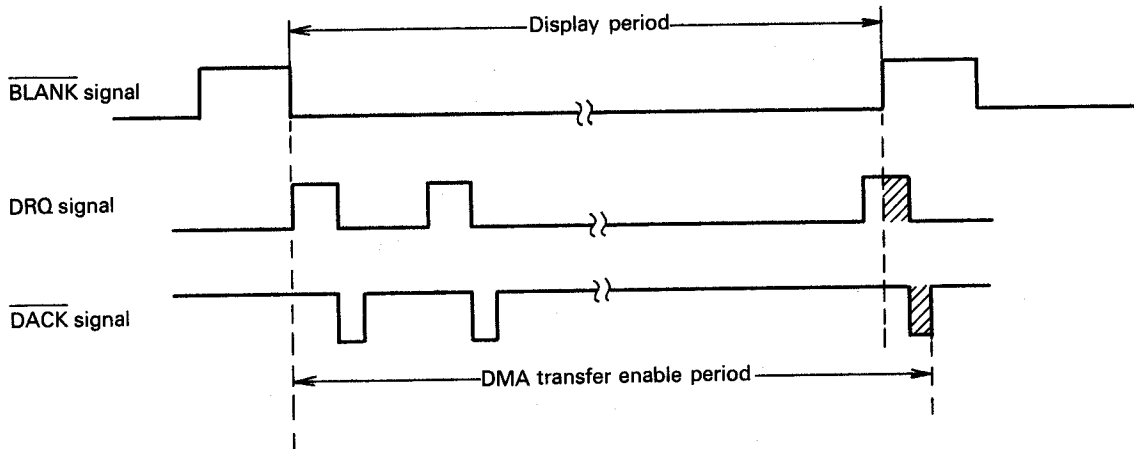 Display period
BLANK signal
DRQ signal
DACK signal
DMA transfer enable period